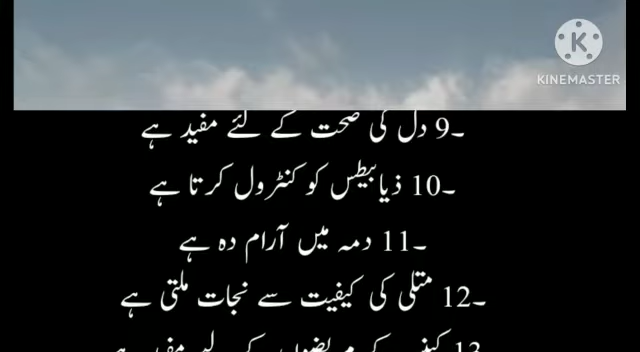 KINEMASTER
9۔ دل کی صحت کے لئے مفید ہے
10۔ ذیابیطس کو کنٹرول کرتا ہے
11۔ دمہ میں آرام دہ ہے
12۔ متلی کی کیفیت سے نجات ملتی ہے